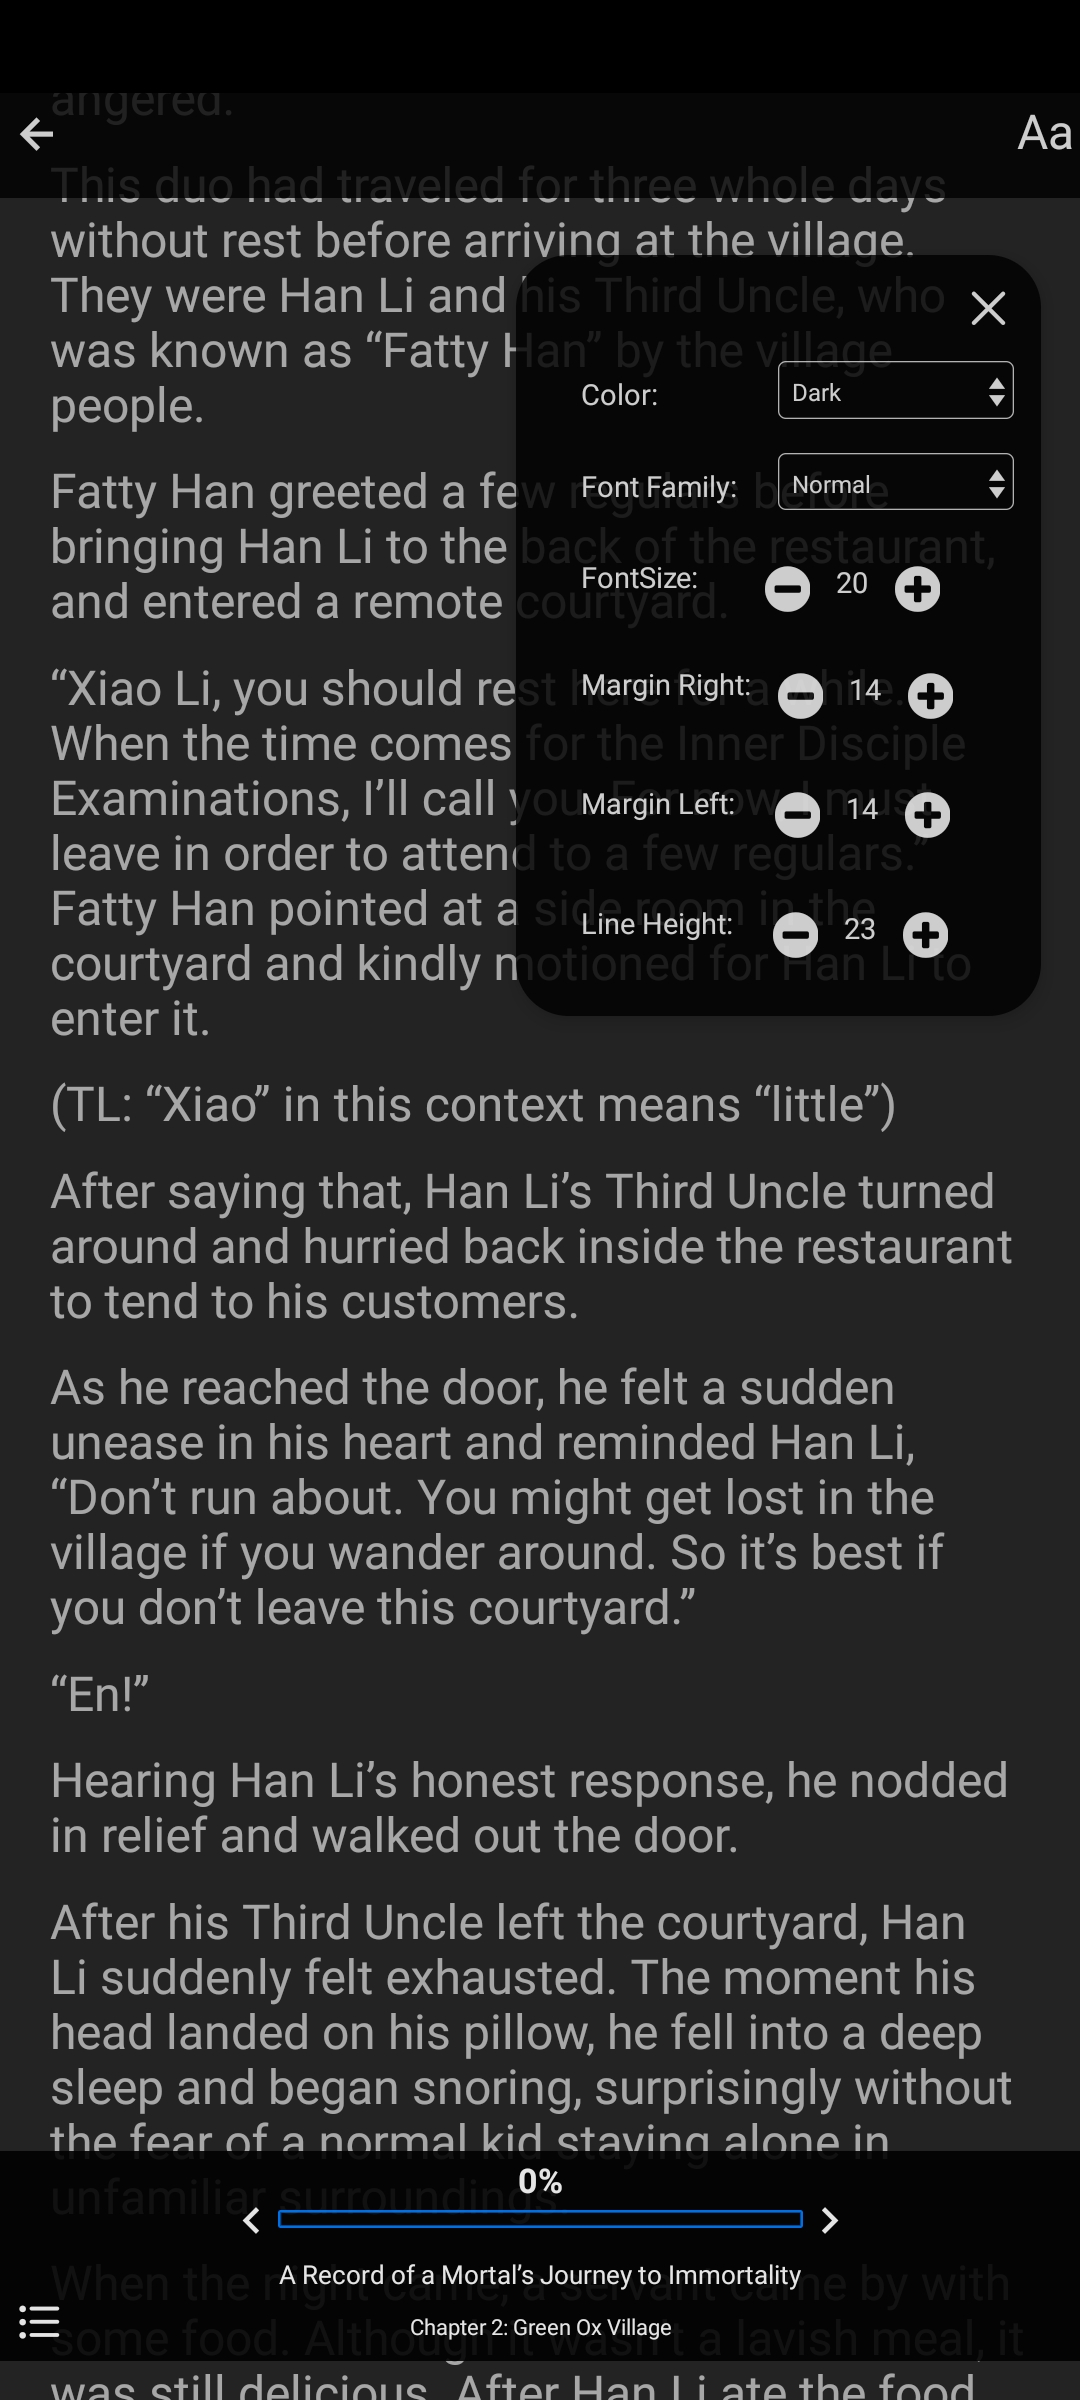 angered.
Aa
This duo had traveled for three whole days
without rest before arriving at the village.
They were Han Li and his Third Uncle, who
was known as “Fatty Han” by the village
people.
Color:
Dark
Font Family:
Normal
FontSize:
20
Margin Right:
14
Margin Left:
14
Line Height:
23
Fatty Han greeted a few regulars before
bringing Han Li to the back of the restaurant,
and entered a remote courtyard.
“Xiao Li, you should rest here for a while.
When the time comes for the Inner Disciple
Examinations, I’ll call you. For now, I must
leave in order to attend to a few regulars.”
Fatty Han pointed at a side room in the
courtyard and kindly motioned for Han Li to
enter it.
(TL: “Xiao” in this context means “little”)
After saying that, Han Li’s Third Uncle turned
around and hurried back inside the restaurant
to tend to his customers.
As he reached the door, he felt a sudden
unease in his heart and reminded Han Li,
“Don’t run about. You might get lost in the
village if you wander around. So it’s best if
you don’t leave this courtyard.”
“En!”
Hearing Han Li’s honest response, he nodded
in relief and walked out the door.
After his Third Uncle left the courtyard, Han
Li suddenly felt exhausted. The moment his
head landed on his pillow, he fell into a deep
sleep and began snoring, surprisingly without
the fear of a normal kid staying alone in
unfamiliar surroundings.
0%
When the night came, a servant came by with
A Record of a Mortal’s Journey to Immortality
some food. Although it wasn’t a lavish meal, it
Chapter 2: Green Ox Village
was still delicious. After Han Li ate the food,